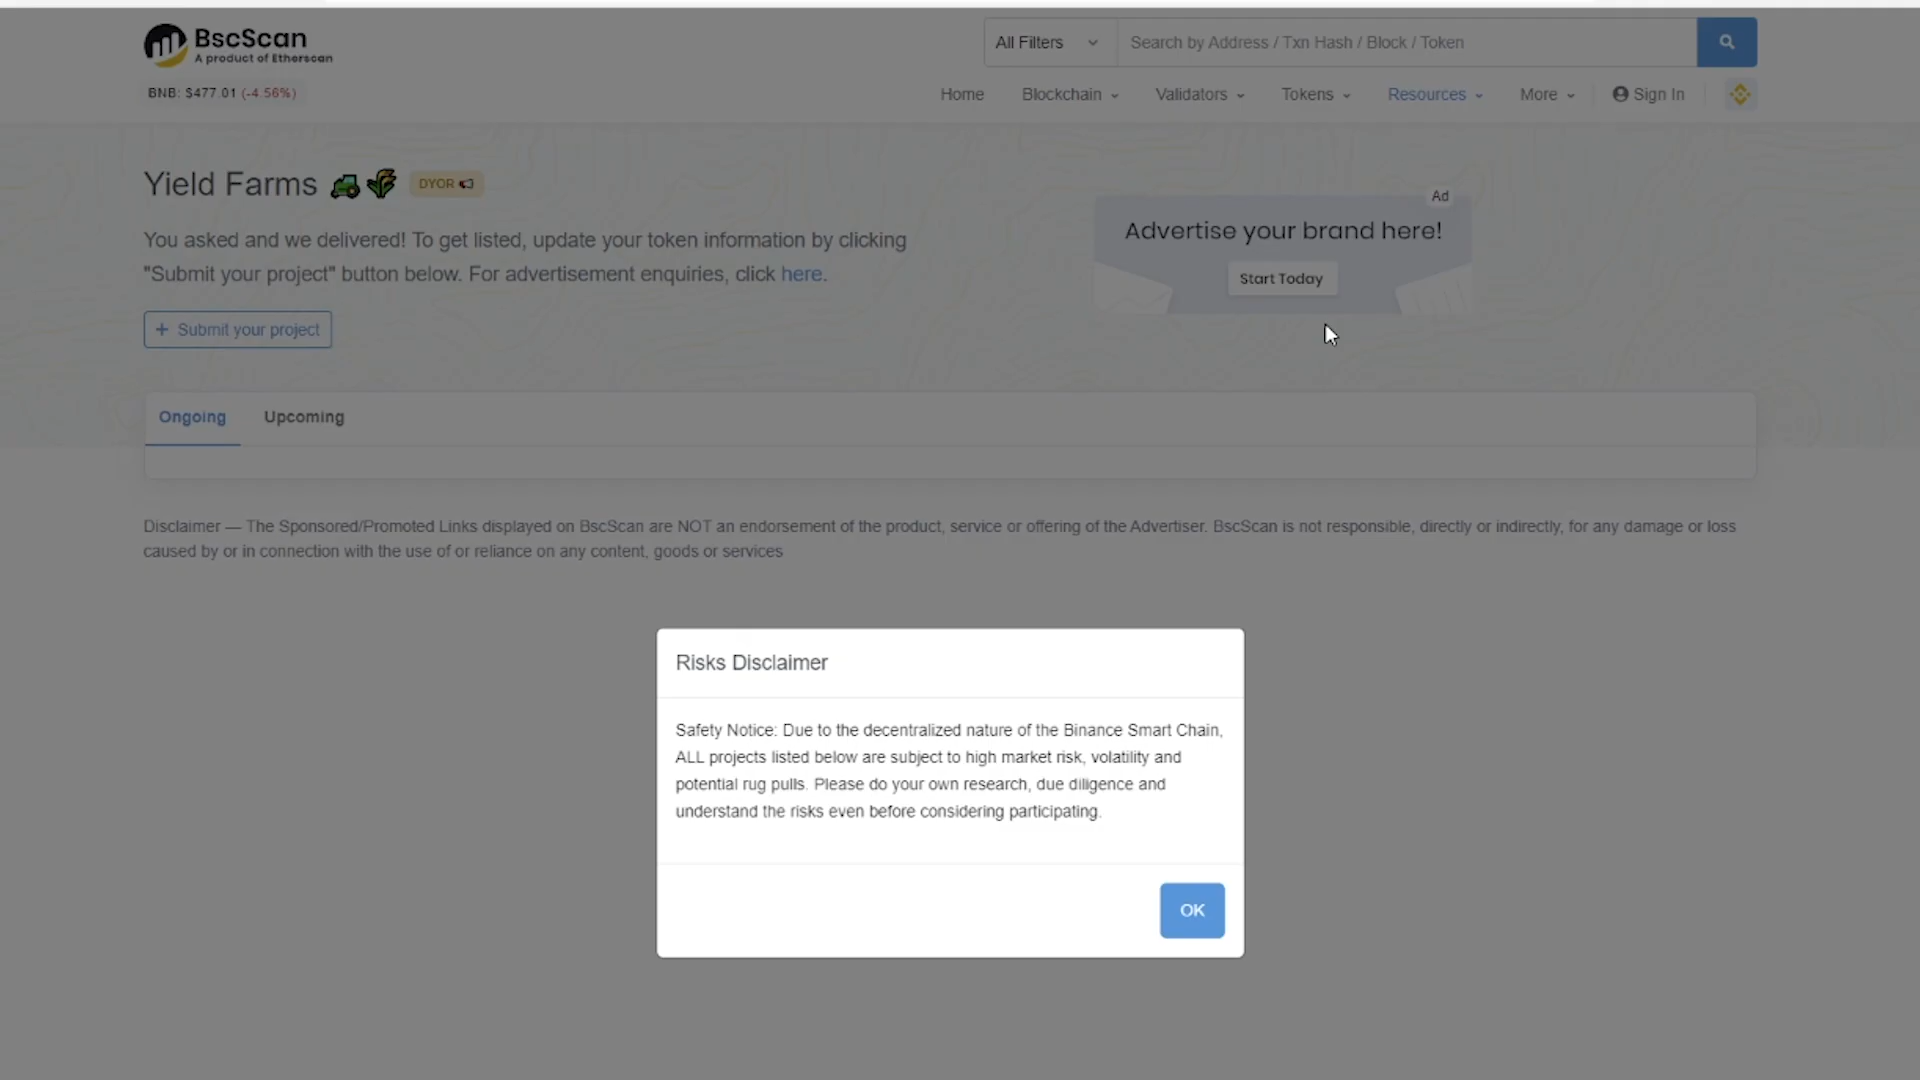 BscScan
A product of Etherscan
All Filters
Search by Address / Txn Hash / Block / Token
BNB: $477.01 (-4.56%)
Home Blockchain Validators Tokens Resources More Sign In
Yield Farms DYOR
Ad
You asked and we delivered! To get listed, update your token information by clicking
"Submit your project" button below. For advertisement enquiries, click here.
Advertise your brand here!
Start Today
+ Submit your project
Ongoing Upcoming
Disclaimer — The Sponsored/Promoted Links displayed on BscScan are NOT an endorsement of the product, service or offering of the Advertiser. BscScan is not responsible, directly or indirectly, for any damage or loss
caused by or in connection with the use of or reliance on any content, goods or services
Risks Disclaimer
Safety Notice: Due to the decentralized nature of the Binance Smart Chain,
ALL projects listed below are subject to high market risk, volatility and
potential rug pulls. Please do your own research, due diligence and
understand the risks even before considering participating.
OK